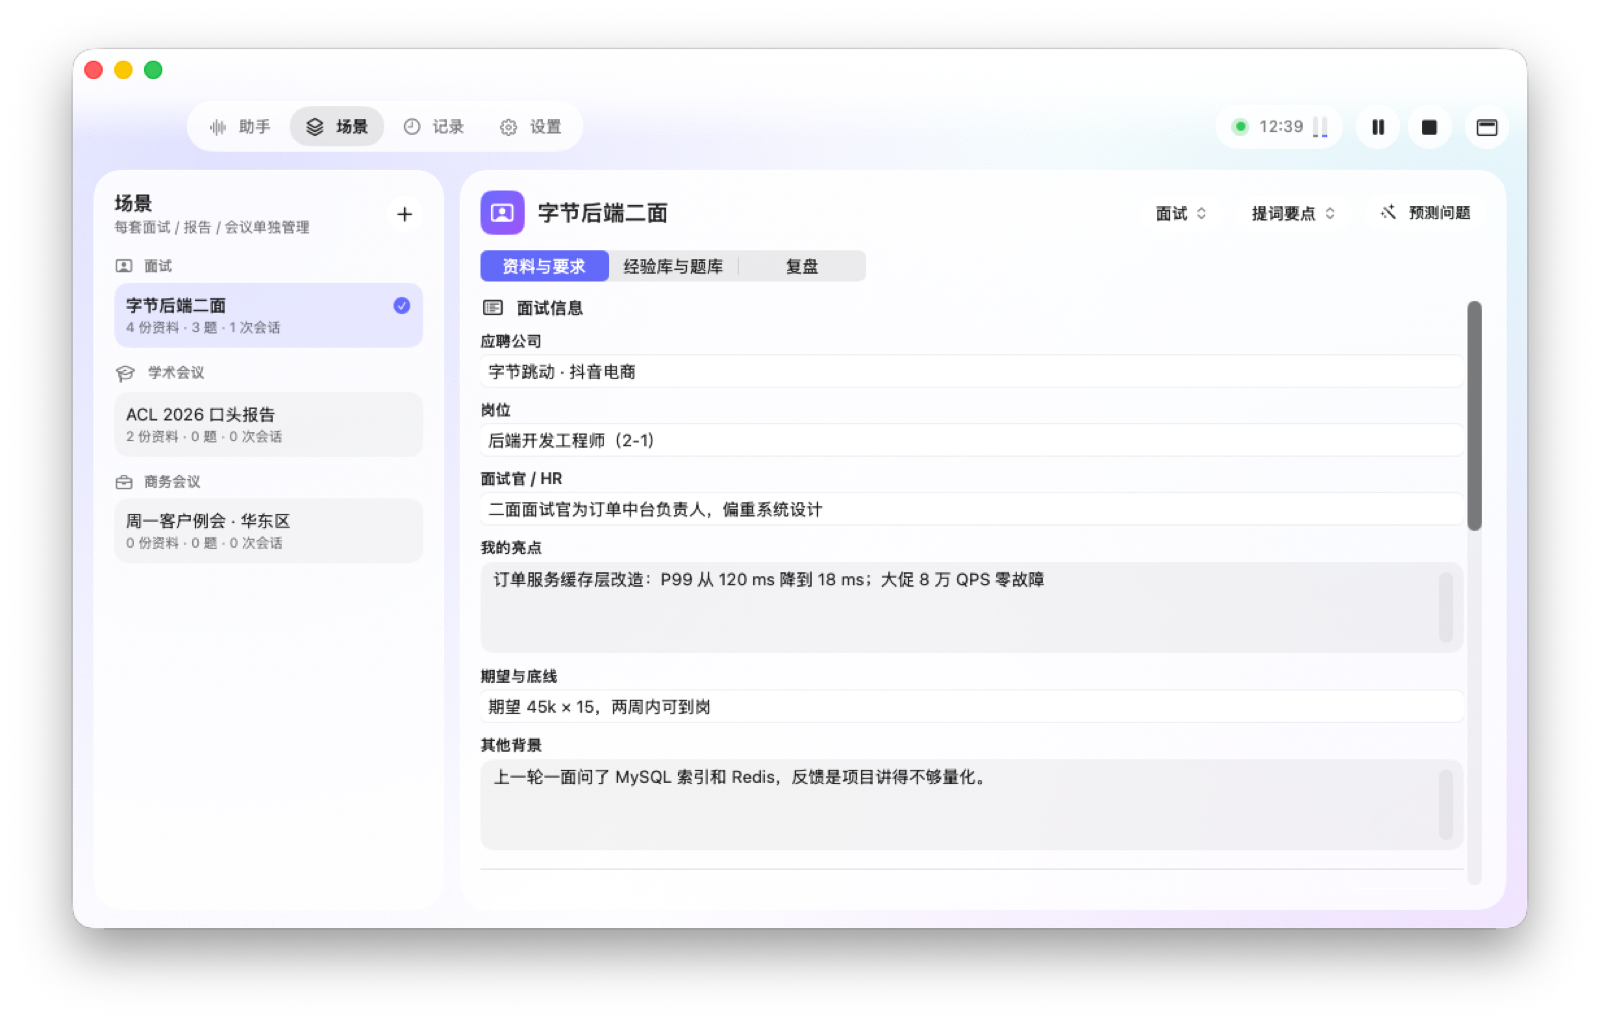 助手
场景
记录
设置
12:39
场景
每套面试 / 报告 / 会议单独管理
面试
字节后端二面
4 份资料 · 3 题 · 1 次会话
学术会议
ACL 2026 口头报告
2 份资料 · 0 题 · 0 次会话
商务会议
周一客户例会 · 华东区
0 份资料 · 0 题 · 0 次会话
字节后端二面
面试
提词要点
预测问题
资料与要求
经验库与题库
复盘
面试信息
应聘公司
字节跳动 · 抖音电商
岗位
后端开发工程师（2-1）
面试官 / HR
二面面试官为订单中台负责人，偏重系统设计
我的亮点
订单服务缓存层改造：P99 从 120 ms 降到 18 ms；大促 8 万 QPS 零故障
期望与底线
期望 45k × 15，两周内可到岗
其他背景
上一轮一面问了 MySQL 索引和 Redis，反馈是项目讲得不够量化。